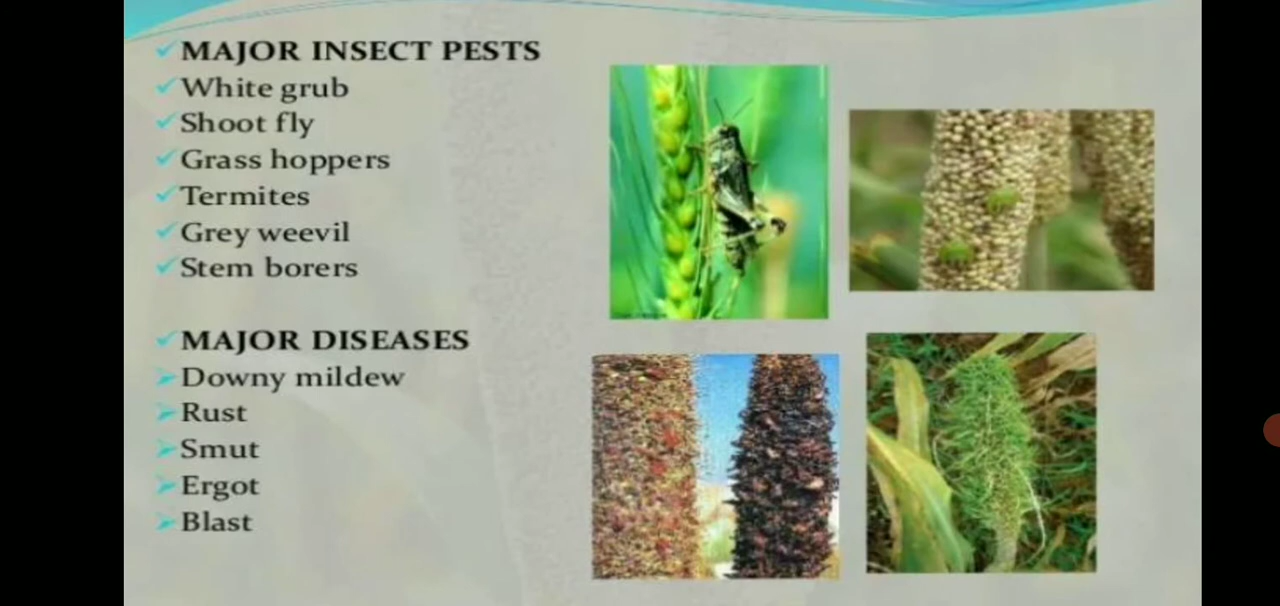 MAJOR INSECT PESTS
White grub
Shoot fly
Grass hoppers
Termites
Grey weevil
Stem borers
MAJOR DISEASES
Downy mildew
Rust
Smut
Ergot
Blast